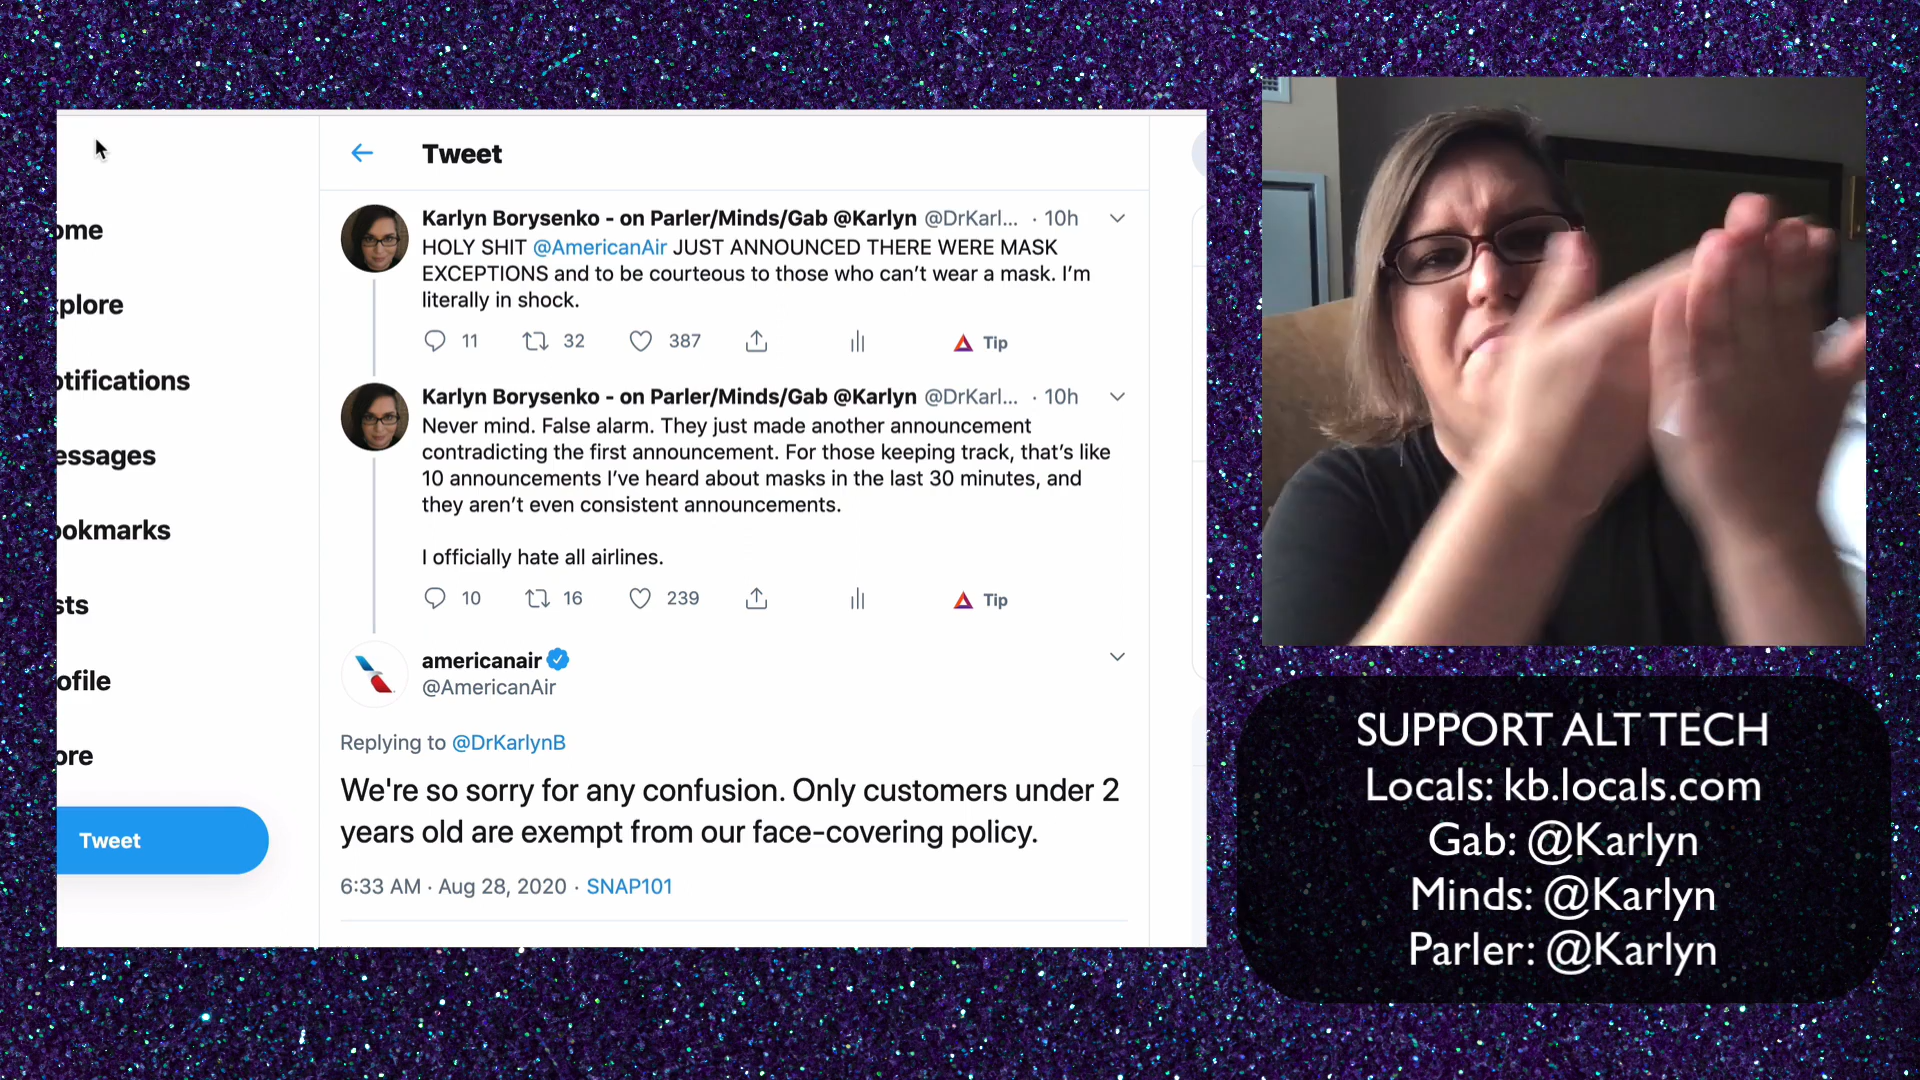 Tweet
Karlyn Borysenko - on Parler/Minds/Gab @Karlyn @DrKarl... · 10h
HOLY SHIT @AmericanAir JUST ANNOUNCED THERE WERE MASK
EXCEPTIONS and to be courteous to those who can’t wear a mask. I’m
literally in shock.
11 32 387 Tip
Karlyn Borysenko - on Parler/Minds/Gab @Karlyn @DrKarl... · 10h
Never mind. False alarm. They just made another announcement
contradicting the first announcement. For those keeping track, that’s like
10 announcements I’ve heard about masks in the last 30 minutes, and
they aren’t even consistent announcements.
I officially hate all airlines.
10 16 239 Tip
americanair
@AmericanAir
Replying to @DrKarlynB
We're so sorry for any confusion. Only customers under 2
years old are exempt from our face-covering policy.
6:33 AM · Aug 28, 2020 · SNAP101
ome
xplore
otifications
essages
ookmarks
sts
ofile
ore
Tweet
SUPPORT ALT TECH
Locals: kb.locals.com
Gab: @Karlyn
Minds: @Karlyn
Parler: @Karlyn